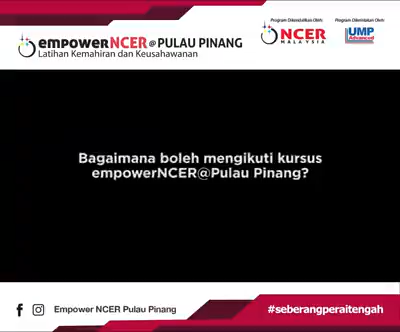 Program Dikendalikan Oleh:
Program Dilaksanakan Oleh:
empowerNCER@PULAU PINANG
Latihan Kemahiran dan Keusahawanan
NCER
MALAYSIA
UMP
Advanced
Bagaimana boleh mengikuti kursus
empowerNCER@Pulau Pinang?
Empower NCER Pulau Pinang
#seberangperaitengah